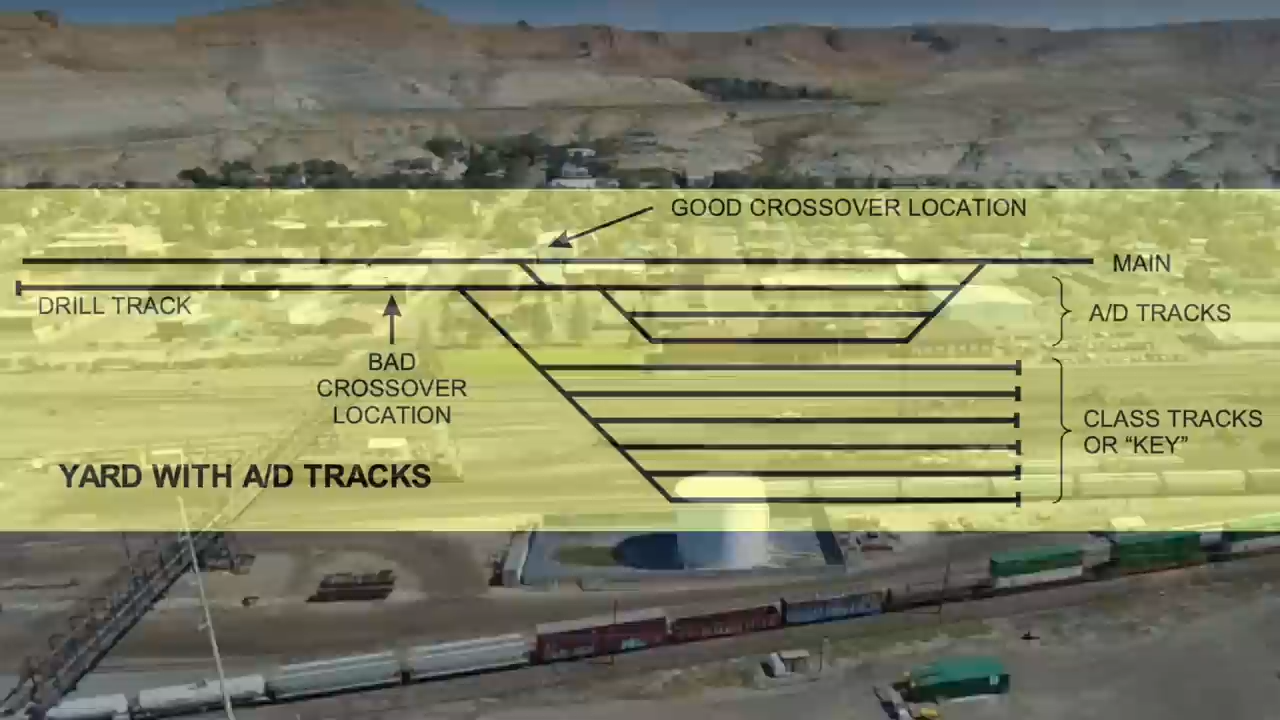 GOOD CROSSOVER LOCATION
MAIN
DRILL TRACK
A/D TRACKS
BAD
CROSSOVER
LOCATION
CLASS TRACKS
OR “KEY”
YARD WITH A/D TRACKS